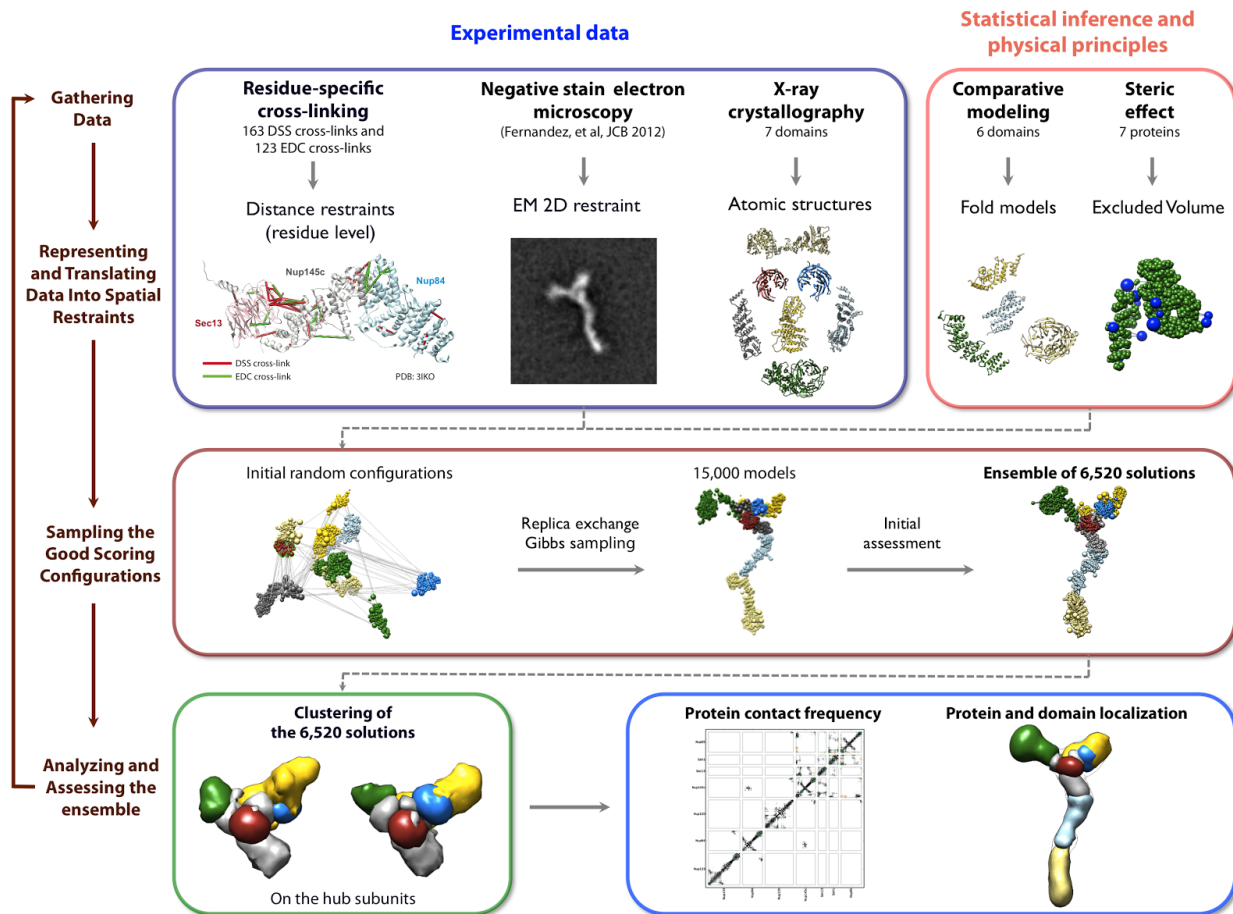 Experimental data
Statistical inference and
physical principles
Gathering
Data
Representing
and Translating
Data Into Spatial
Restraints
Sampling the
Good Scoring
Configurations
Analyzing and
Assessing the
ensemble
Residue-specific
cross-linking
163 DSS cross-links and
123 EDC cross-links
Distance restraints
(residue level)
Nup145c
Nup84
Sec13
DSS cross-link
EDC cross-link
PDB: 3IKO
Negative stain electron
microscopy
(Fernandez, et al, JCB 2012)
EM 2D restraint
X-ray
crystallography
7 domains
Atomic structures
Comparative
modeling
6 domains
Fold models
Steric
effect
7 proteins
Excluded Volume
Initial random configurations
Replica exchange
Gibbs sampling
15,000 models
Initial
assessment
Ensemble of 6,520 solutions
Clustering of
the 6,520 solutions
On the hub subunits
Protein contact frequency
Protein and domain localization